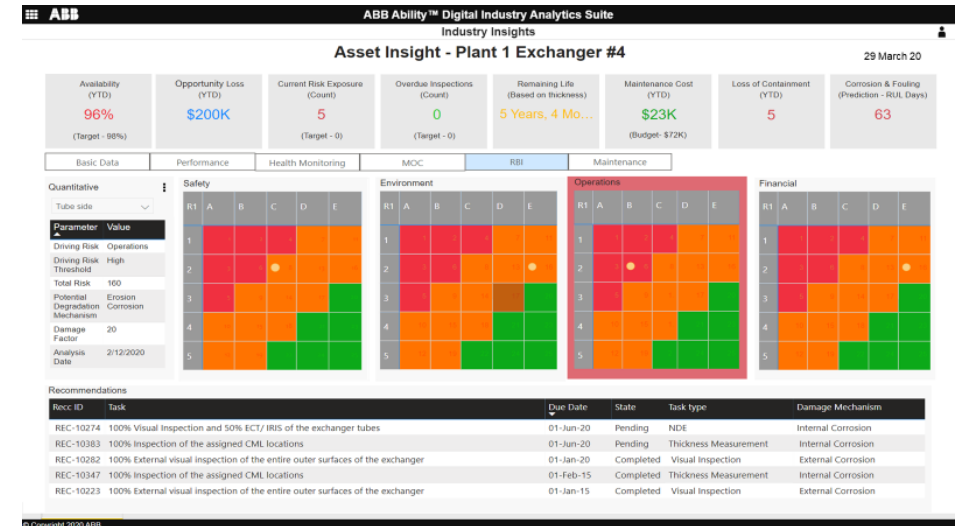 ABB
ABB Ability™ Digital Industry Analytics Suite
Industry Insights
Asset Insight - Plant 1 Exchanger #4
29 March 20
Availability (YTD)
96%
(Target - 98%)
Opportunity Loss (YTD)
$200K
Current Risk Exposure (Count)
5
(Target - 0)
Overdue Inspections (Count)
0
(Target - 0)
Remaining Life (Based on thickness)
5 Years, 4 Mo...
Maintenance Cost (YTD)
$23K
(Budget- $72K)
Loss of Containment (YTD)
5
Corrosion & Fouling (Prediction - RUL Days)
63
Basic Data Performance Health Monitoring MOC RBI Maintenance
Quantitative
Tube side
Parameter Value
Driving Risk Operations
Driving Risk Threshold High
Total Risk 160
Potential Degradation Mechanism Erosion Corrosion
Damage Factor 20
Analysis Date 2/12/2020
Safety
R1 A B C D E
1
2
3
4
5
Environment
R1 A B C D E
1
2
3
4
5
Operations
R1 A B C D E
1
2
3
4
5
Financial
R1 A B C D E
1
2
3
4
5
Recommendations
Recc ID Task Due Date State Task type Damage Mechanism
REC-10274 100% Visual Inspection and 50% ECT/ IRIS of the exchanger tubes 01-Jun-20 Pending NDE Internal Corrosion
REC-10383 100% Inspection of the assigned CML locations 01-Jun-20 Pending Thickness Measurement Internal Corrosion
REC-10282 100% External visual inspection of the entire outer surfaces of the exchanger 01-Jan-20 Completed Visual Inspection External Corrosion
REC-10347 100% Inspection of the assigned CML locations 01-Feb-15 Completed Thickness Measurement Internal Corrosion
REC-10223 100% External visual inspection of the entire outer surfaces of the exchanger 01-Jan-15 Completed Visual Inspection External Corrosion
© Copyright 2020 ABB